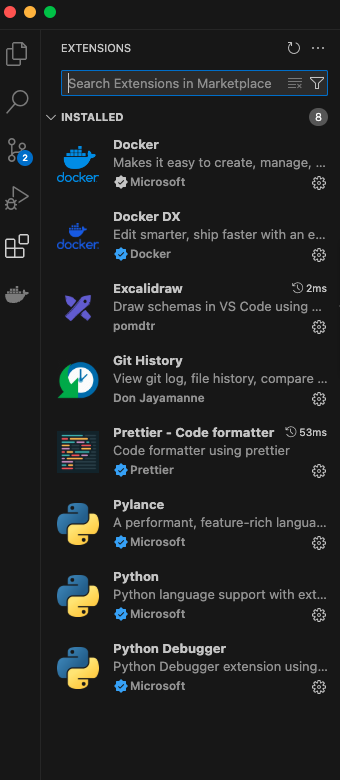 EXTENSIONS
Search Extensions in Marketplace
INSTALLED 8
Docker
Makes it easy to create, manage, ...
Microsoft
docker
2
Docker DX
Edit smarter, ship faster with an e...
Docker
docker
Excalidraw 2ms
Draw schemas in VS Code using ...
pomdtr
Git History
View git log, file history, compare ...
Don Jayamanne
Prettier - Code formatter 53ms
Code formatter using prettier
Prettier
Pylance
A performant, feature-rich langua...
Microsoft
Python
Python language support with ext...
Microsoft
Python Debugger
Python Debugger extension using...
Microsoft